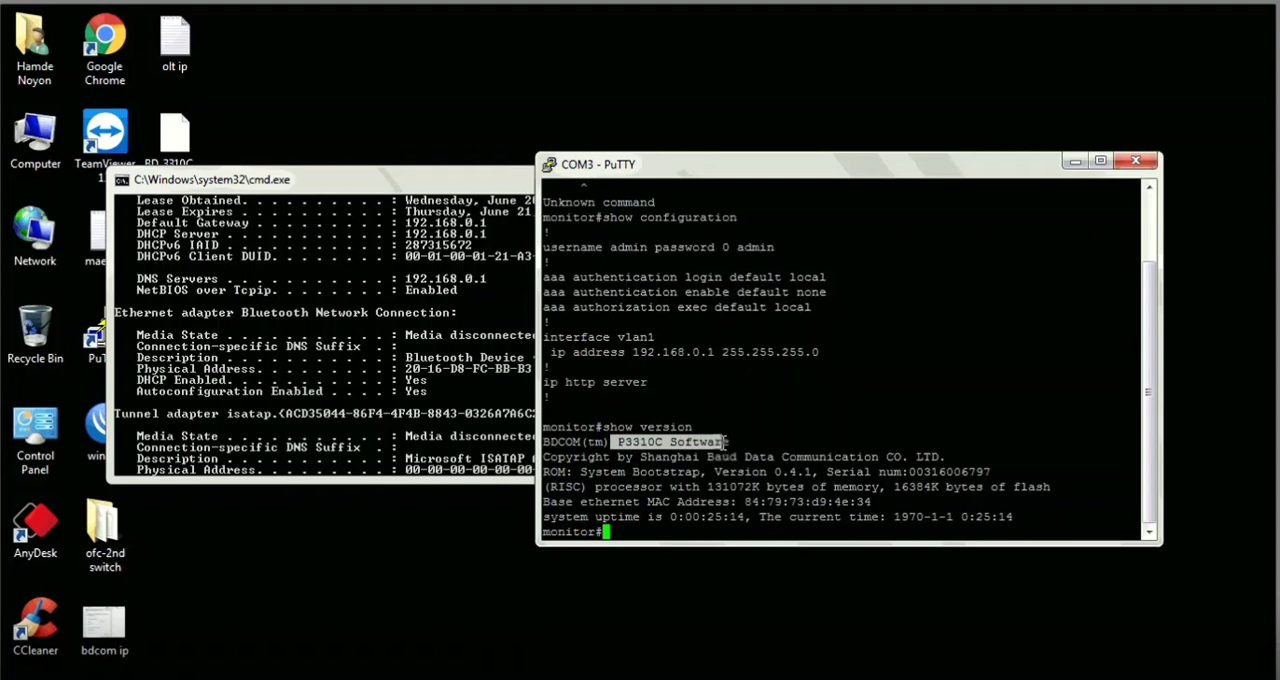 Hamde
Noyon
Google
Chrome
olt ip
Computer
TeamViewer
1
BD 3310C
Network
mae
Recycle Bin
PuT
Control
Panel
win
AnyDesk
ofc-2nd
switch
CCleaner
bdcom ip
C:\Windows\system32\cmd.exe
Lease Obtained. . . . . . . . . . : Wednesday, June 2
Lease Expires . . . . . . . . . . : Thursday, June 21
Default Gateway . . . . . . . . . : 192.168.0.1
DHCP Server . . . . . . . . . . . : 192.168.0.1
DHCPv6 IAID . . . . . . . . . . . : 287315672
DHCPv6 Client DUID. . . . . . . . : 00-01-00-01-21-A3-
DNS Servers . . . . . . . . . . . : 192.168.0.1
NetBIOS over Tcpip. . . . . . . . : Enabled
Ethernet adapter Bluetooth Network Connection:
Media State . . . . . . . . . . . : Media disconnecte
Connection-specific DNS Suffix  . :
Description . . . . . . . . . . . : Bluetooth Device
Physical Address. . . . . . . . . : 20-16-D8-FC-BB-B3
DHCP Enabled. . . . . . . . . . . : Yes
Autoconfiguration Enabled . . . . : Yes
Tunnel adapter isatap.{ACD35044-86F4-4F4B-8843-0326A7A6C2
Media State . . . . . . . . . . . : Media disconnecte
Connection-specific DNS Suffix  . :
Description . . . . . . . . . . . : Microsoft ISATAP
Physical Address. . . . . . . . . : 00-00-00-00-00-00-
COM3 - PuTTY
^
Unknown command
monitor#show configuration
!
username admin password 0 admin
!
aaa authentication login default local
aaa authentication enable default none
aaa authorization exec default local
!
interface vlan1
ip address 192.168.0.1 255.255.255.0
!
ip http server
!
monitor#show version
BDCOM(tm) P3310C Software
Copyright by Shanghai Baud Data Communication CO. LTD.
ROM: System Bootstrap, Version 0.4.1, Serial num:00316006797
(RISC) processor with 131072K bytes of memory, 16384K bytes of flash
Base ethernet MAC Address: 84:79:73:d9:4e:34
system uptime is 0:00:25:14, The current time: 1970-1-1 0:25:14
monitor#